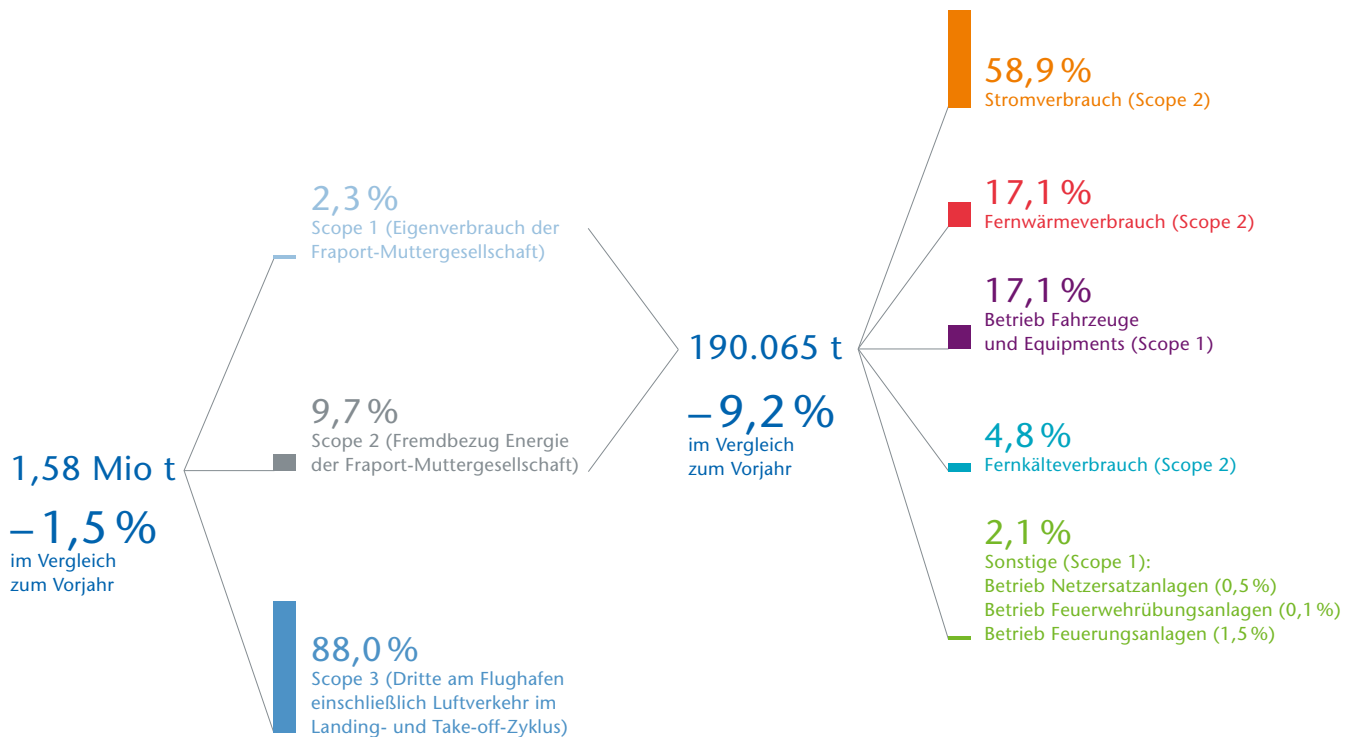 1,58 Mio t
– 1,5 %
im Vergleich
zum Vorjahr
2,3 %
Scope 1 (Eigenverbrauch der
Fraport-Muttergesellschaft)
9,7 %
Scope 2 (Fremdbezug Energie
der Fraport-Muttergesellschaft)
88,0 %
Scope 3 (Dritte am Flughafen
einschließlich Luftverkehr im
Landing- und Take-off-Zyklus)
190.065 t
– 9,2 %
im Vergleich
zum Vorjahr
58,9 %
Stromverbrauch (Scope 2)
17,1 %
Fernwärmeverbrauch (Scope 2)
17,1 %
Betrieb Fahrzeuge
und Equipments (Scope 1)
4,8 %
Fernkälteverbrauch (Scope 2)
2,1 %
Sonstige (Scope 1):
Betrieb Netzersatzanlagen (0,5 %)
Betrieb Feuerwehrübungsanlagen (0,1 %)
Betrieb Feuerungsanlagen (1,5 %)